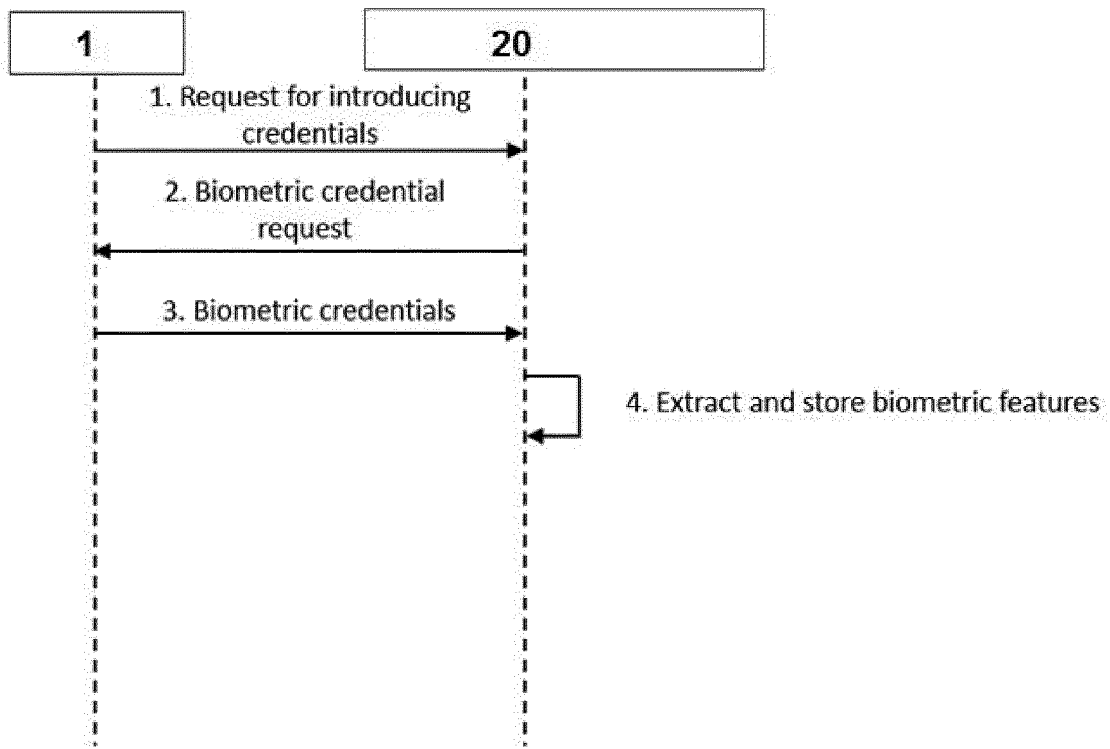 1
20
1. Request for introducing
credentials
2. Biometric credential
request
3. Biometric credentials
4. Extract and store biometric features